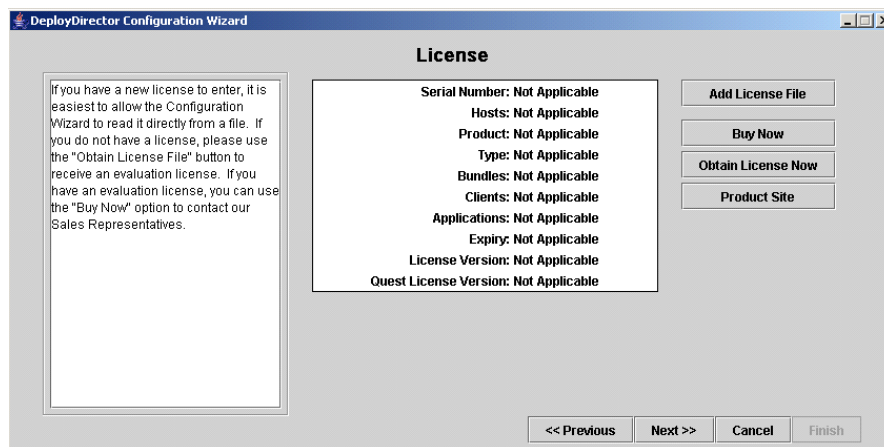 DeployDirector Configuration Wizard
License
If you have a new license to enter, it is
easiest to allow the Configuration
Wizard to read it directly from a file. If
you do not have a license, please use
the "Obtain License File" button to
receive an evaluation license. If you
have an evaluation license, you can use
the "Buy Now" option to contact our
Sales Representatives.
Serial Number: Not Applicable
Hosts: Not Applicable
Product: Not Applicable
Type: Not Applicable
Bundles: Not Applicable
Clients: Not Applicable
Applications: Not Applicable
Expiry: Not Applicable
License Version: Not Applicable
Quest License Version: Not Applicable
Add License File
Buy Now
Obtain License Now
Product Site
<< Previous
Next >>
Cancel
Finish